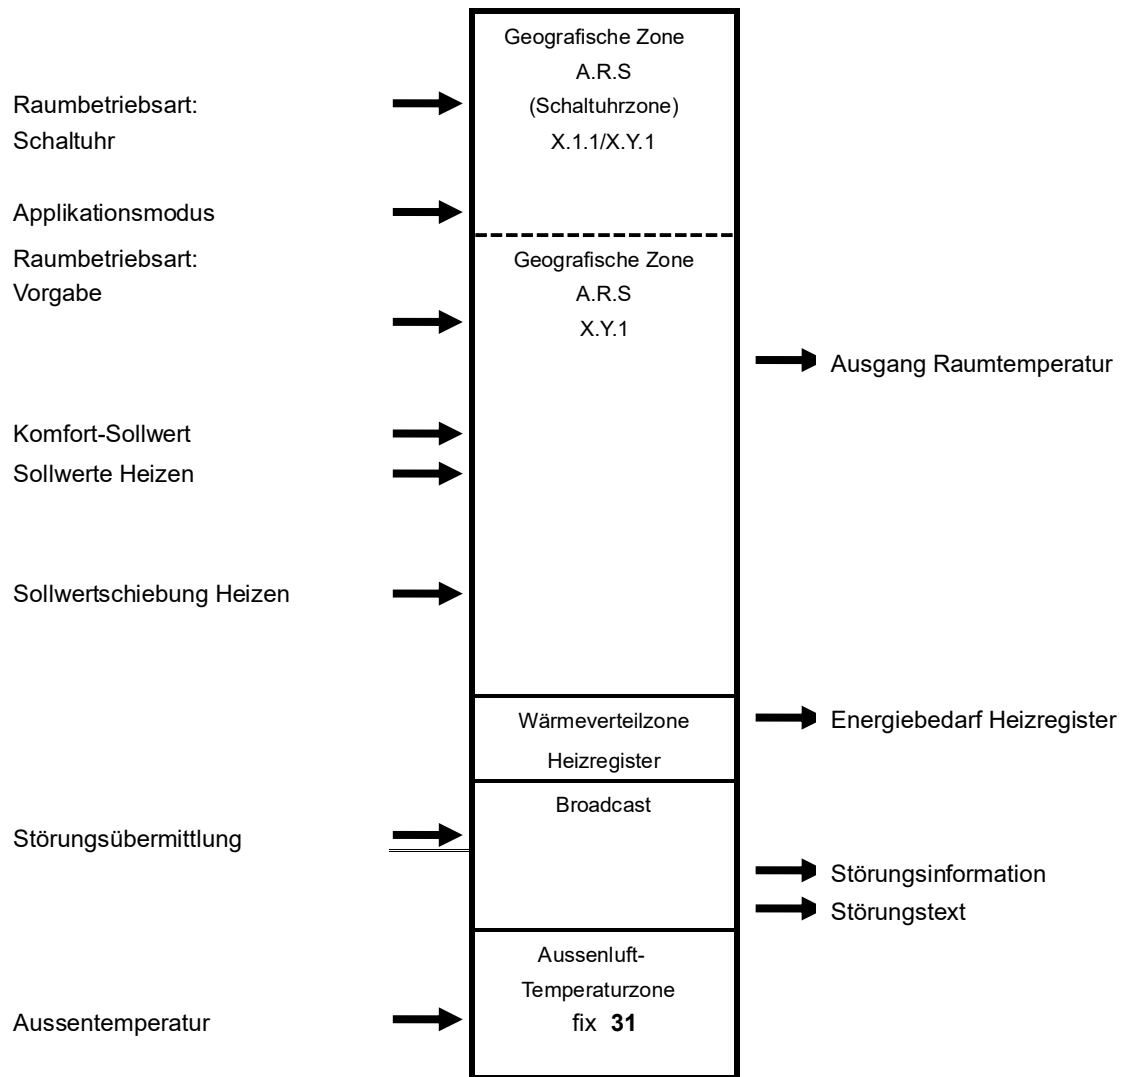 Geografische Zone
A.R.S
(Schaltuhrzone)
X.1.1/X.Y.1
Raumbetriebsart:
Schaltuhr
Applikationsmodus
Raumbetriebsart:
Vorgabe
Geografische Zone
A.R.S
X.Y.1
Ausgang Raumtemperatur
Komfort-Sollwert
Sollwerte Heizen
Sollwertschiebung Heizen
Wärmeverteilzone
Heizregister
Energiebedarf Heizregister
Broadcast
Störungsübermittlung
Störungsinformation
Störungstext
Aussenluft-
Temperaturzone
fix 31
Aussentemperatur